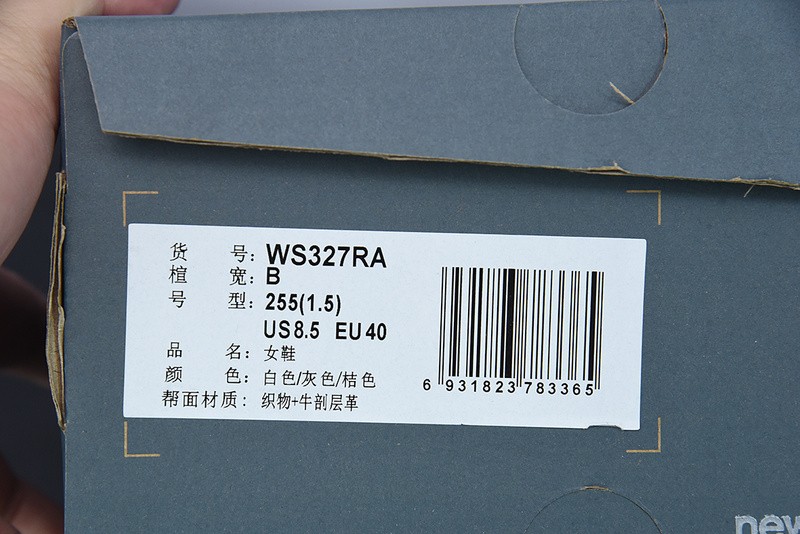 货 号: WS327RA
楦 宽: B
号 型: 255(1.5)
US8.5 EU40
品 名: 女鞋
颜 色: 白色/灰色/桔色
帮面材质: 织物+牛剖层革
6 931823 783365
new